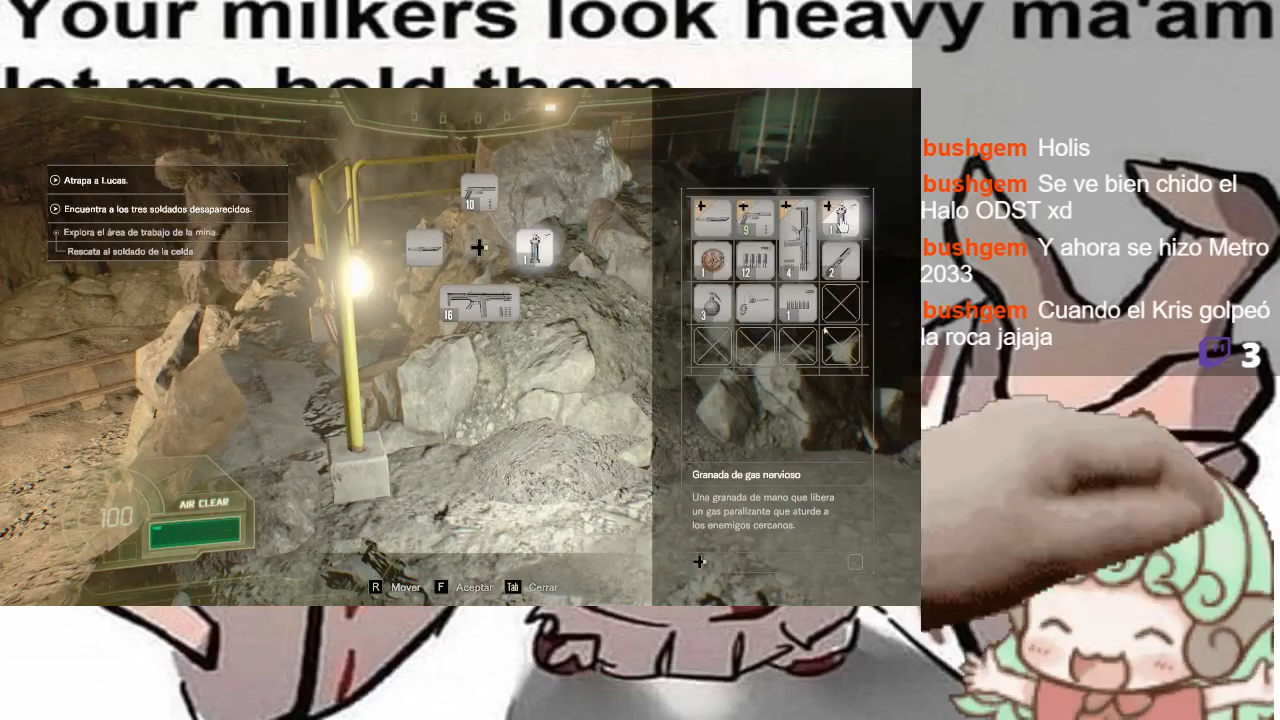 Your milkers look heavy ma'am
let me hold them
Atrapa a Lucas.
Encuentra a los tres soldados desaparecidos.
Explora el área de trabajo de la mina.
Rescata al soldado de la celda.
10
1
16
AIR CLEAR
100
9
4
1
12
2
3
1
Granada de gas nervioso
Una granada de mano que libera
un gas paralizante que aturde a
los enemigos cercanos.
R Mover F Aceptar Tab Cerrar
bushgem Holis
bushgem Se ve bien chido el
Halo ODST xd
bushgem Y ahora se hizo Metro
2033
bushgem Cuando el Kris golpeó
la roca jajaja
3